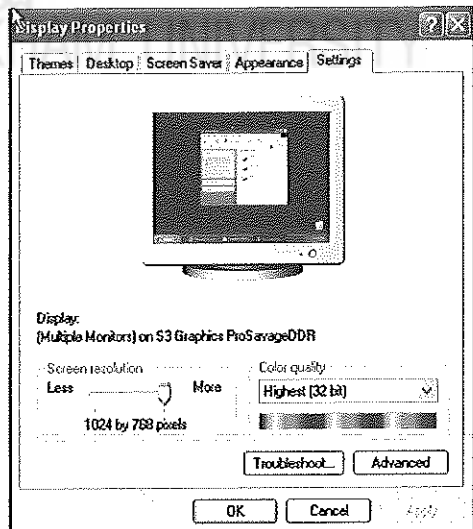 Display Properties
Themes Desktop Screen Saver Appearance Settings
Display:
(Multiple Monitors) on S3 Graphics ProSavageDDR
Screen resolution
Less More
1024 by 768 pixels
Color quality
Highest (32 bit)
Troubleshoot... Advanced
OK Cancel Apply